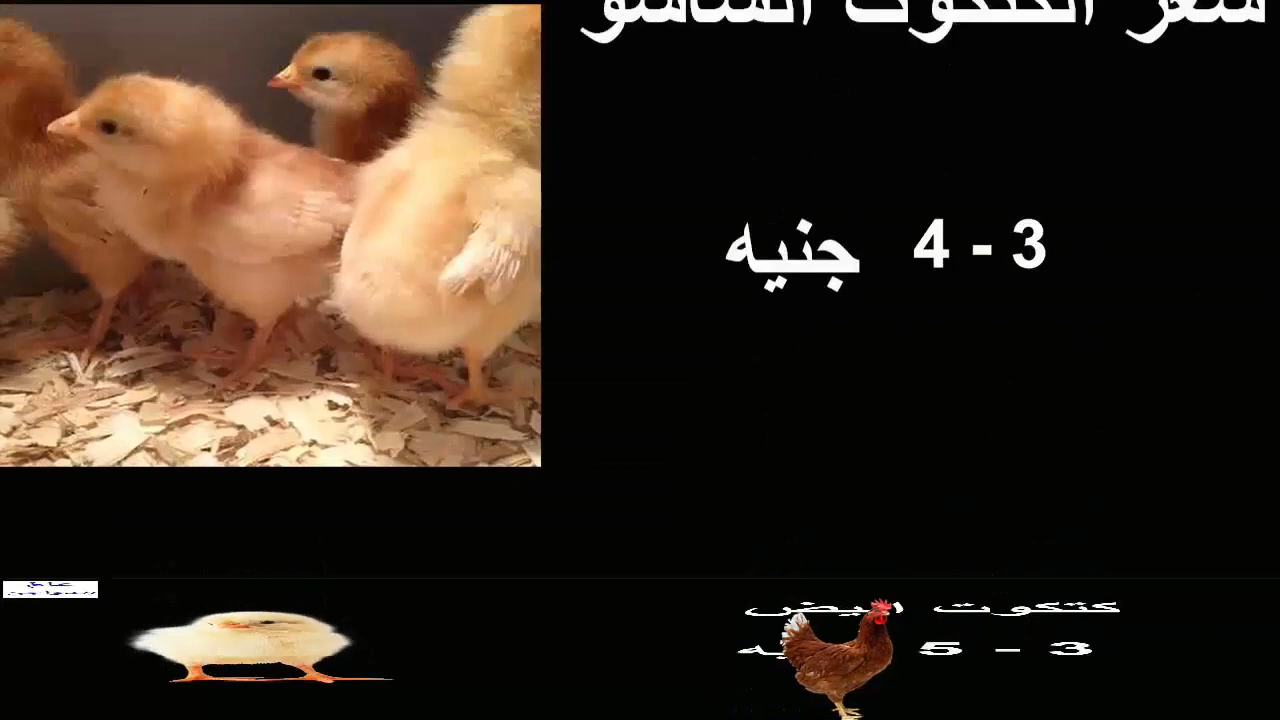 سعر الكتكوت الساسو
3 - 4 جنيه
كتكوت ابيض
3 - 5